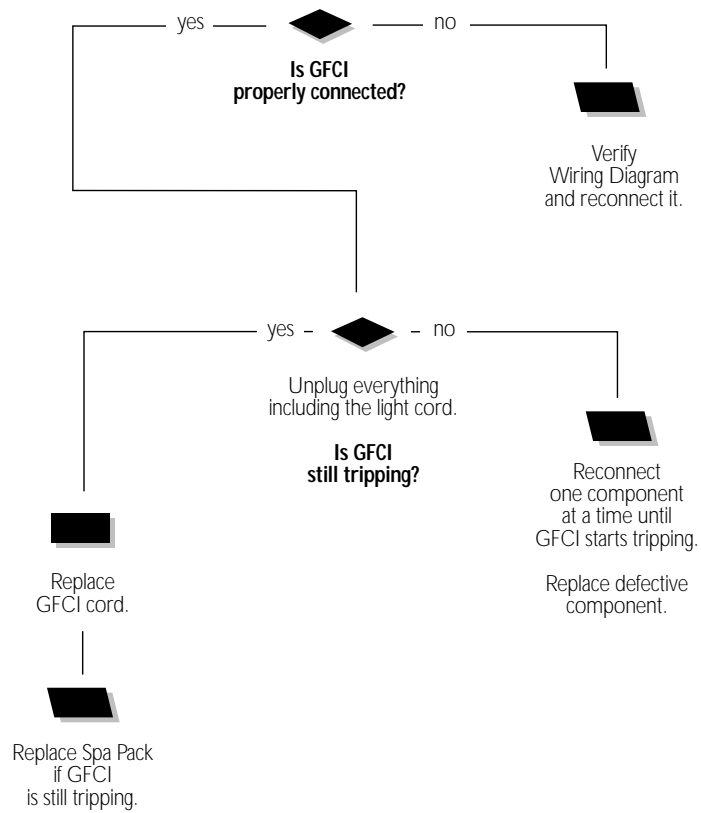 yes
no
Is GFCI
properly connected?
Verify
Wiring Diagram
and reconnect it.
yes
no
Unplug everything
including the light cord.
Is GFCI
still tripping?
Reconnect
one component
at a time until
GFCI starts tripping.
Replace defective
component.
Replace
GFCI cord.
Replace Spa Pack
if GFCI
is still tripping.